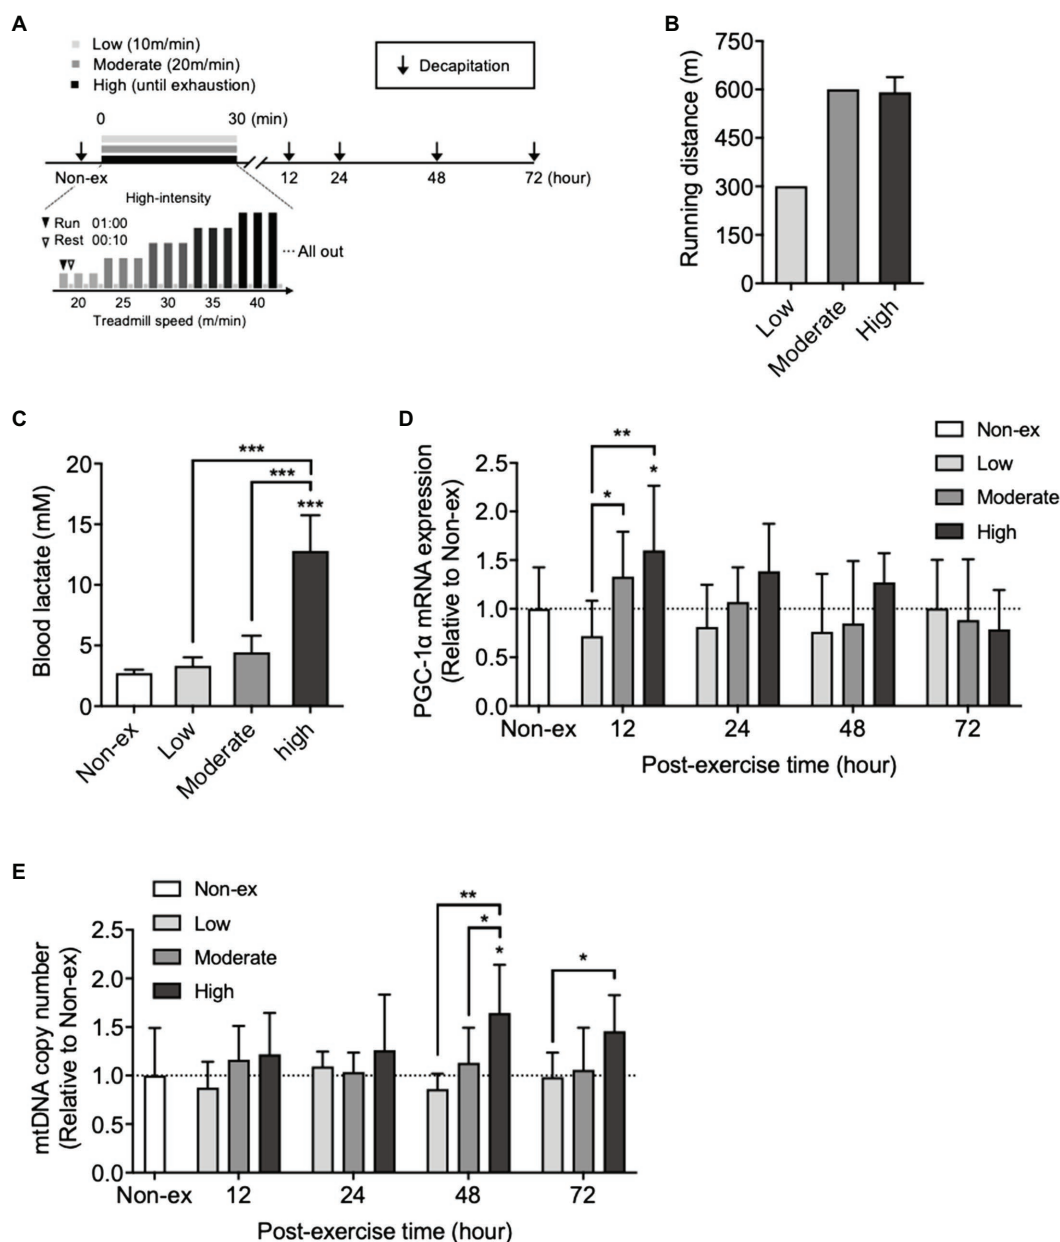 A
Low (10m/min)
Moderate (20m/min)
High (until exhaustion)
Decapitation
0 30 (min)
Non-ex 12 24 48 72 (hour)
High-intensity
Run 01:00
Rest 00:10
All out
20 25 30 35 40
Treadmill speed (m/min)
B
Running distance (m)
750
600
450
300
150
0
Low Moderate High
C
Blood lactate (mM)
20
15
10
5
0
***
***
***
Non-ex Low Moderate high
D
Non-ex
Low
Moderate
High
PGC-1α mRNA expression
(Relative to Non-ex)
2.5
2.0
1.5
1.0
0.5
0.0
**
*
*
Non-ex 12 24 48 72
Post-exercise time (hour)
E
Non-ex
Low
Moderate
High
mtDNA copy number
(Relative to Non-ex)
2.5
2.0
1.5
1.0
0.5
0.0
**
*
*
*
Non-ex 12 24 48 72
Post-exercise time (hour)